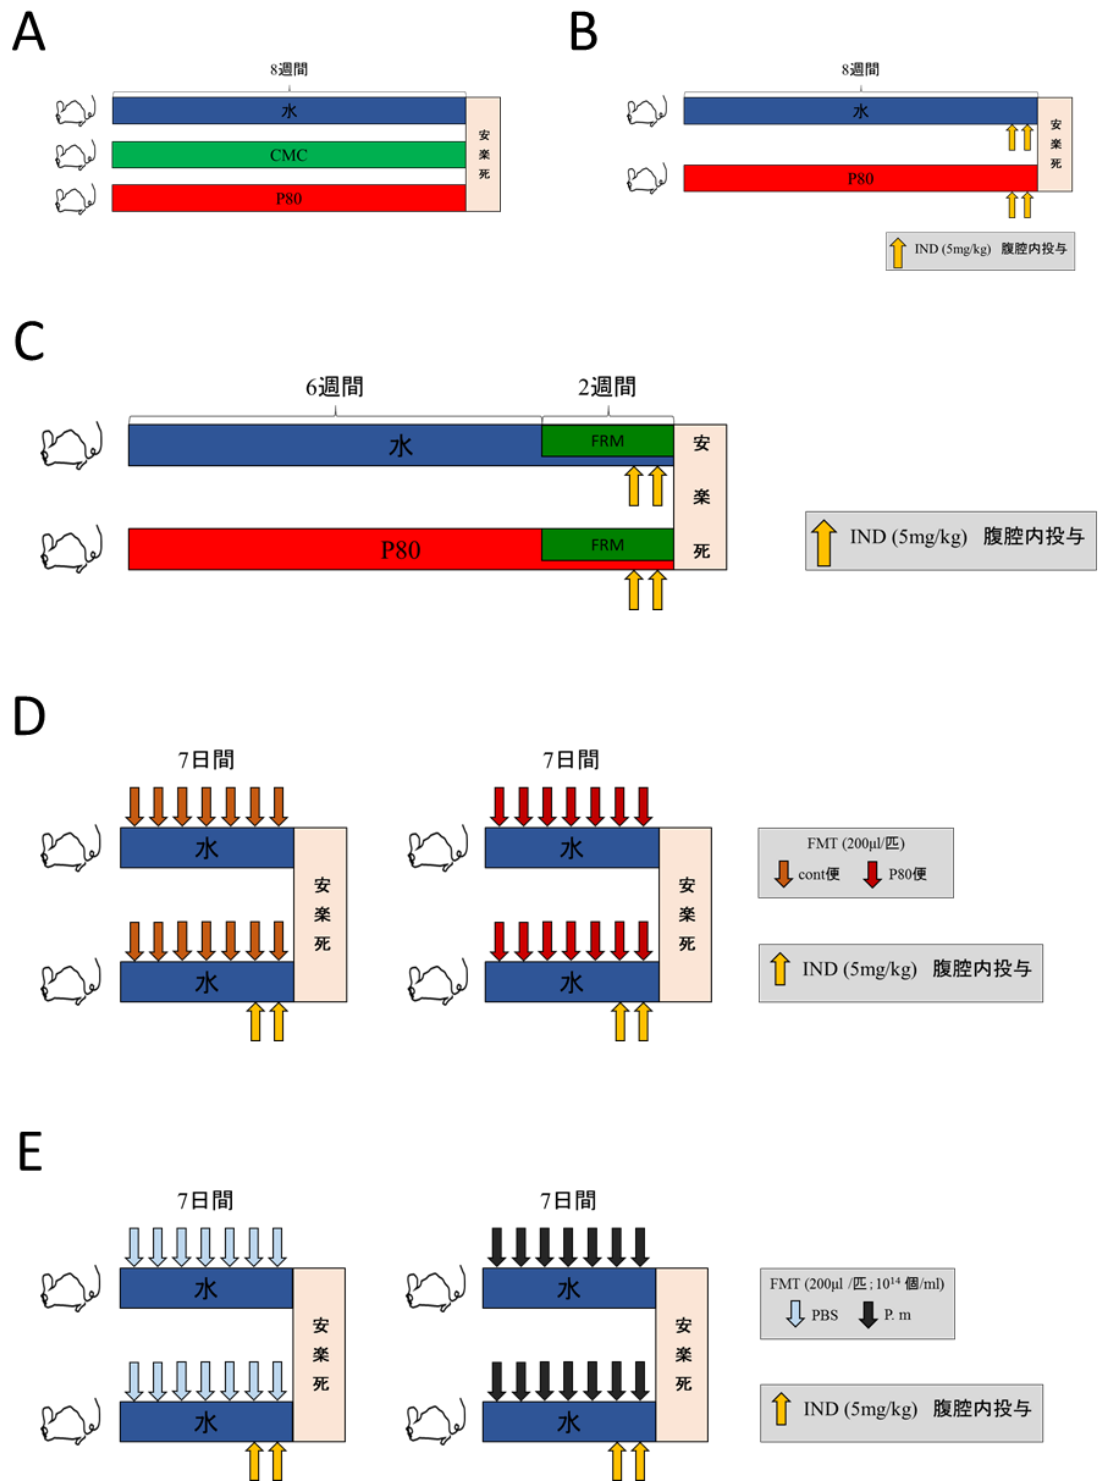 A
8週間
水
CMC
P80
安楽死
B
8週間
水
P80
安楽死
IND (5mg/kg) 腹腔内投与
C
6週間 2週間
水 FRM
P80 FRM
安楽死
IND (5mg/kg) 腹腔内投与
D
7日間
水
水
安楽死
7日間
水
水
安楽死
FMT (200μl/匹)
cont便 P80便
IND (5mg/kg) 腹腔内投与
E
7日間
水
水
安楽死
7日間
水
水
安楽死
FMT (200μl /匹; 10¹⁴ 個/ml)
PBS P. m
IND (5mg/kg) 腹腔内投与